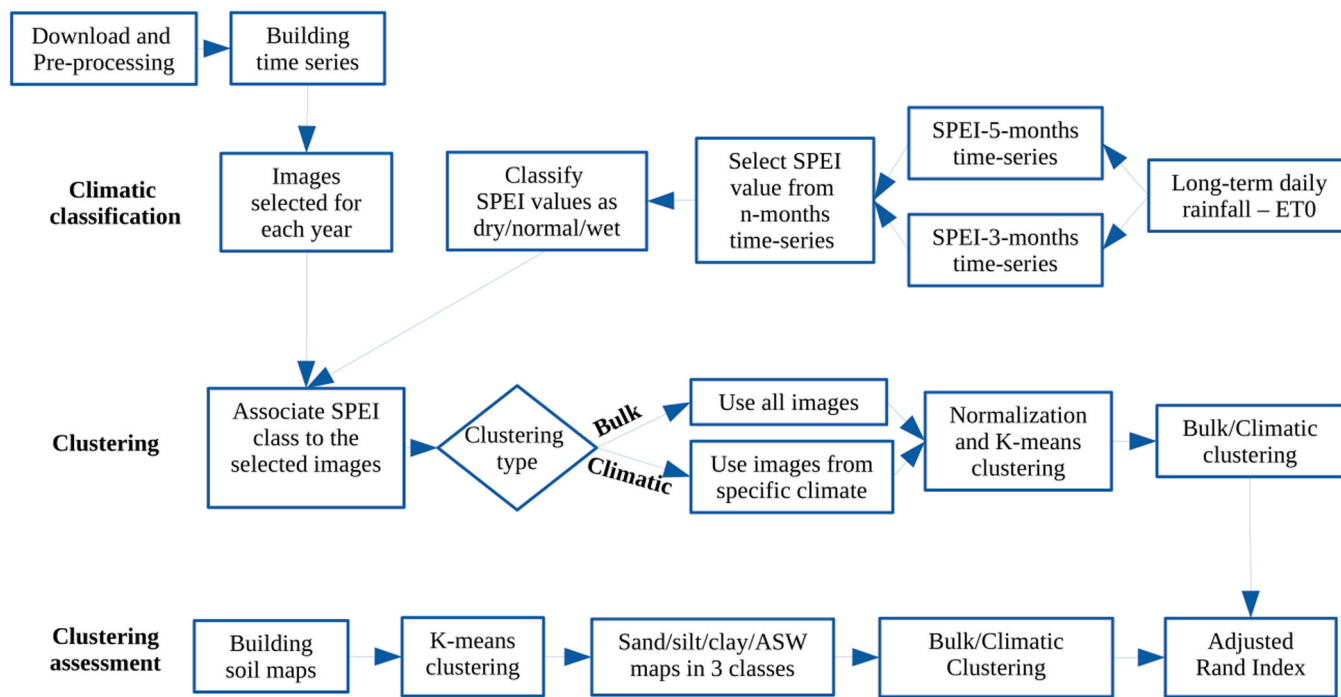 Download and
Pre-processing
Building
time series
Climatic
classification
Images
selected for
each year
Classify
SPEI values as
dry/normal/wet
Select SPEI
value from
n-months
time-series
SPEI-5-months
time-series
SPEI-3-months
time-series
Long-term daily
rainfall – ET0
Clustering
Associate SPEI
class to the
selected images
Clustering
type
Bulk
Climatic
Use all images
Use images from
specific climate
Normalization
and K-means
clustering
Bulk/Climatic
clustering
Clustering
assessment
Building
soil maps
K-means
clustering
Sand/silt/clay/ASW
maps in 3 classes
Bulk/Climatic
Clustering
Adjusted
Rand Index